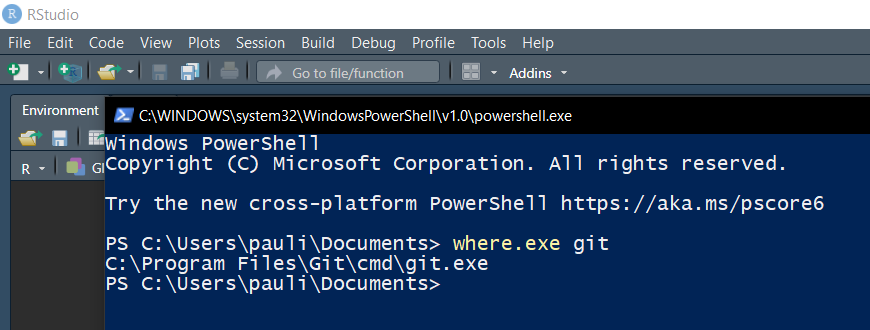 RStudio
File Edit Code View Plots Session Build Debug Profile Tools Help
Go to file/function Addins
Environment
C:\WINDOWS\system32\WindowsPowerShell\v1.0\powershell.exe
R
Windows PowerShell
Copyright (C) Microsoft Corporation. All rights reserved.
Try the new cross-platform PowerShell https://aka.ms/pscore6
PS C:\Users\pauli\Documents> where.exe git
C:\Program Files\Git\cmd\git.exe
PS C:\Users\pauli\Documents>